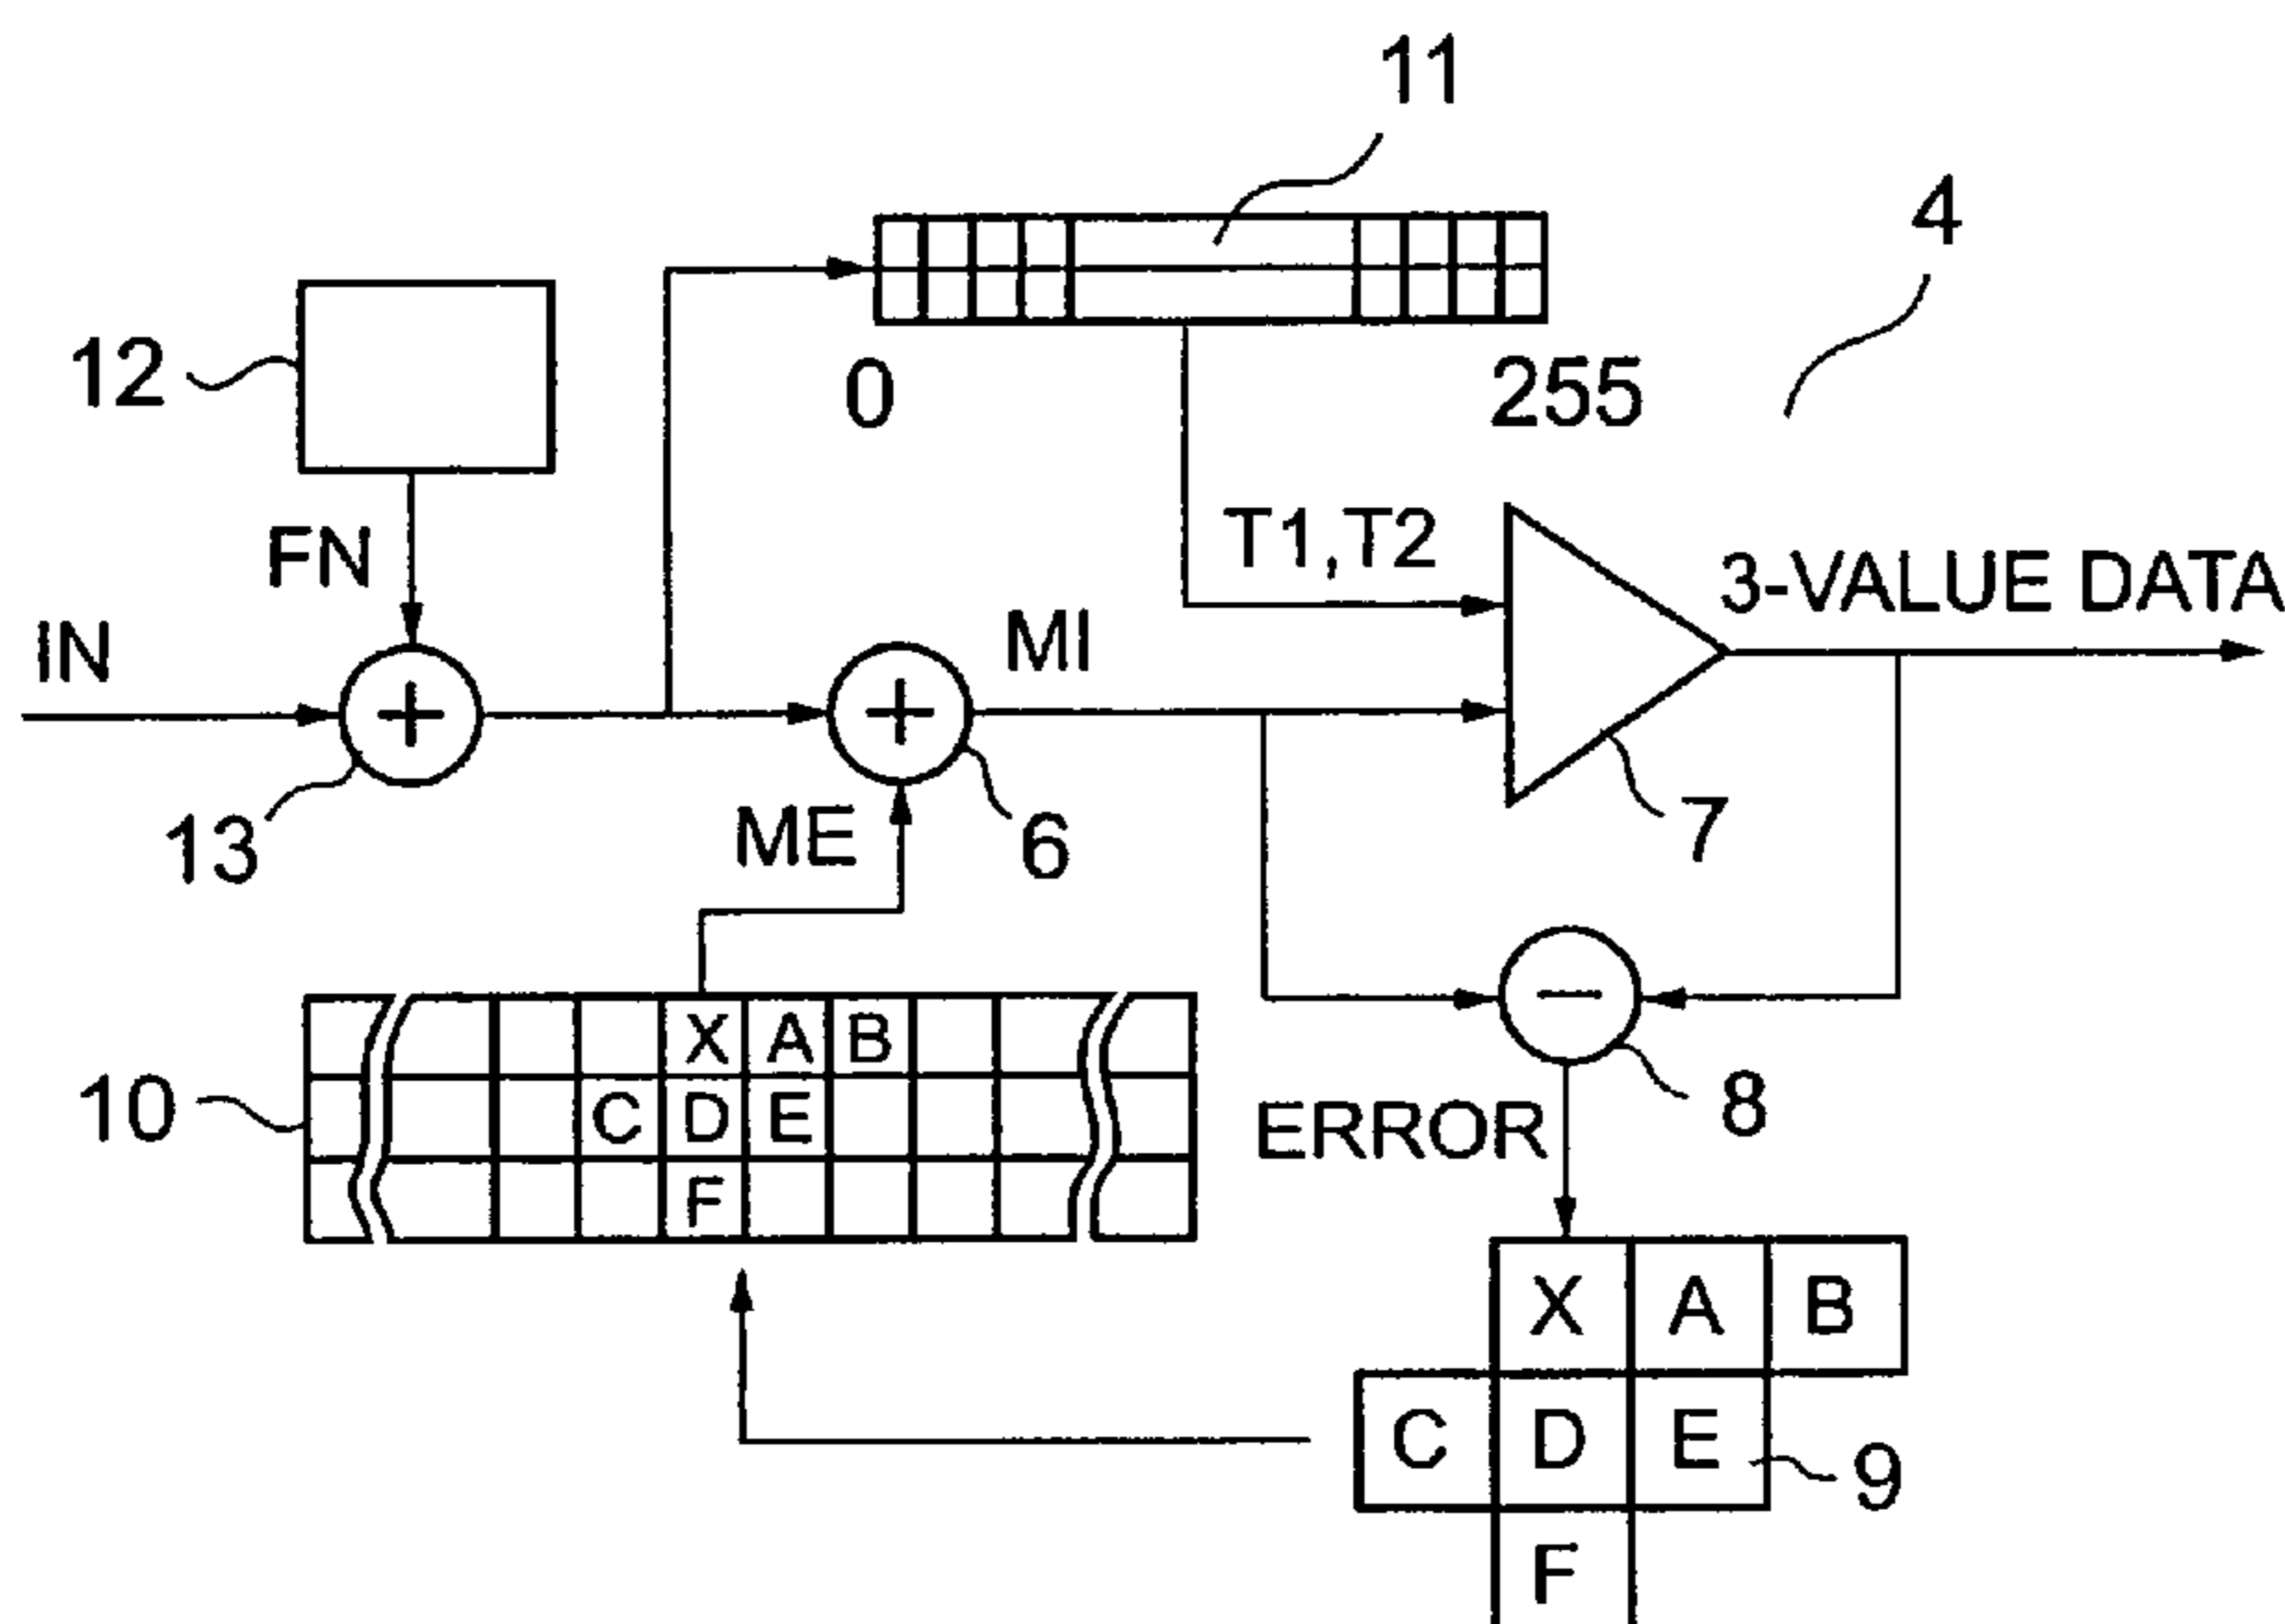 11
4
12
0
255
FN
T1,T2
3-VALUE DATA
IN
MI
13
ME
6
7
X A B
10
C D E
8
ERROR
F
X A B
C D E
9
F